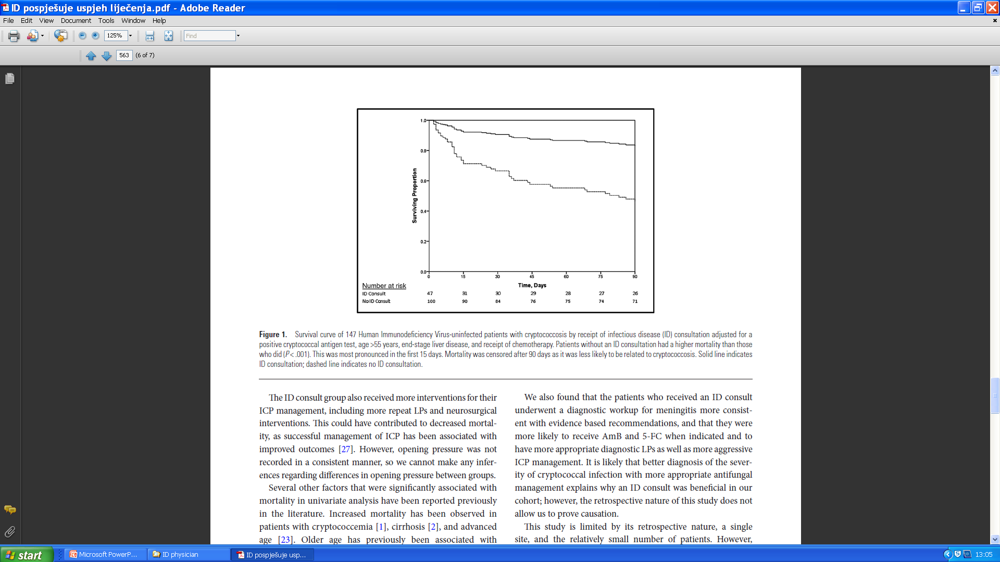 ID pospješuje uspjeh liječenja.pdf - Adobe Reader
File Edit View Document Tools Window Help
125% Find
563 (6 of 7)
1.0
0.8
0.6
0.4
0.2
0.0
Surviving Proportion
0 15 30 45 60 75 90
Time, Days
Number at risk
ID Consult 47 31 30 29 28 27 26
No ID Consult 100 90 84 76 75 74 71
Figure 1. Survival curve of 147 Human Immunodeficiency Virus-uninfected patients with cryptococcosis by receipt of infectious disease (ID) consultation adjusted for a
positive cryptococcal antigen test, age >55 years, end-stage liver disease, and receipt of chemotherapy. Patients without an ID consultation had a higher mortality than those
who did (P < .001). This was most pronounced in the first 15 days. Mortality was censored after 90 days as it was less likely to be related to cryptococcosis. Solid line indicates
ID consultation; dashed line indicates no ID consultation.
The ID consult group also received more interventions for their
ICP management, including more repeat LPs and neurosurgical
interventions. This could have contributed to decreased mortal-
ity, as successful management of ICP has been associated with
improved outcomes [27]. However, opening pressure was not
recorded in a consistent manner, so we cannot make any infer-
ences regarding differences in opening pressure between groups.
Several other factors that were significantly associated with
mortality in univariate analysis have been reported previously
in the literature. Increased mortality has been observed in
patients with cryptococcemia [1], cirrhosis [2], and advanced
age [23]. Older age has previously been associated with
We also found that the patients who received an ID consult
underwent a diagnostic workup for meningitis more consist-
ent with evidence based recommendations, and that they were
more likely to receive AmB and 5-FC when indicated and to
have more appropriate diagnostic LPs as well as more aggressive
ICP management. It is likely that better diagnosis of the sever-
ity of cryptococcal infection with more appropriate antifungal
management explains why an ID consult was beneficial in our
cohort; however, the retrospective nature of this study does not
allow us to prove causation.
This study is limited by its retrospective nature, a single
site, and the relatively small number of patients. However,
start Microsoft PowerP... ID physician ID pospješuje usp... 13:05